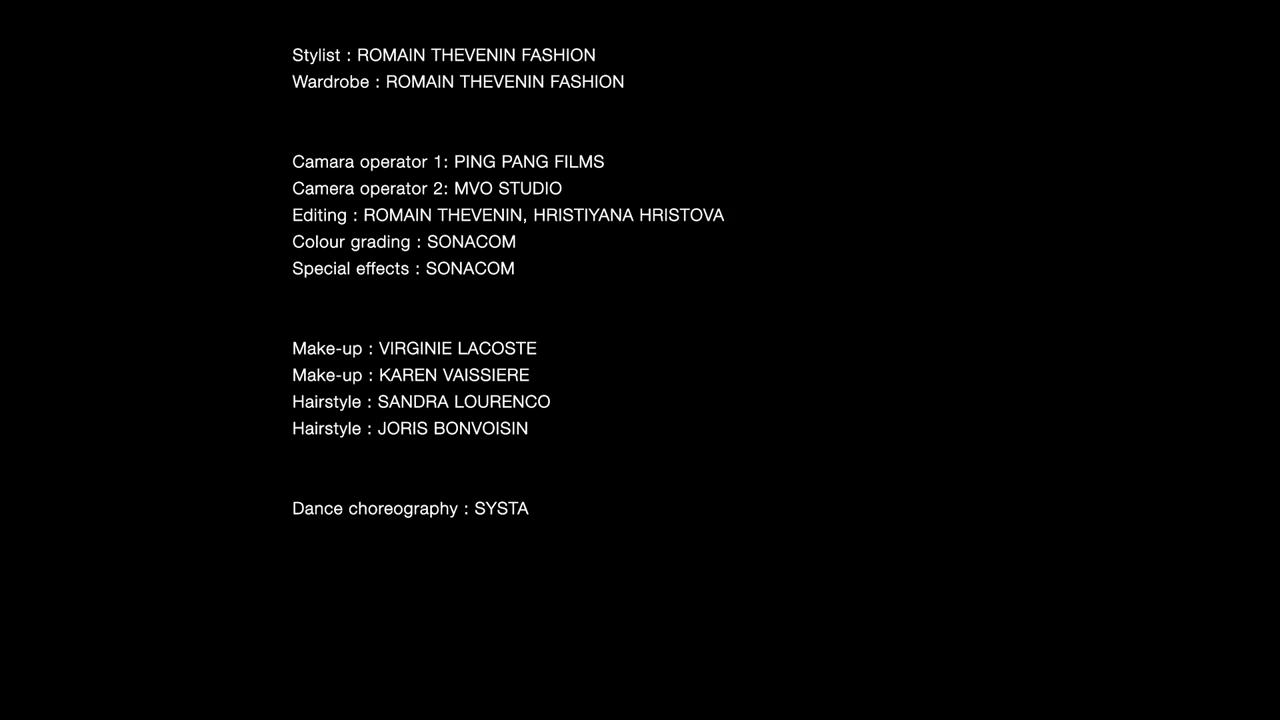 Stylist : ROMAIN THEVENIN FASHION
Wardrobe : ROMAIN THEVENIN FASHION
Camara operator 1: PING PANG FILMS
Camera operator 2: MVO STUDIO
Editing : ROMAIN THEVENIN, HRISTIYANA HRISTOVA
Colour grading : SONACOM
Special effects : SONACOM
Make-up : VIRGINIE LACOSTE
Make-up : KAREN VAISSIERE
Hairstyle : SANDRA LOURENCO
Hairstyle : JORIS BONVOISIN
Dance choreography : SYSTA